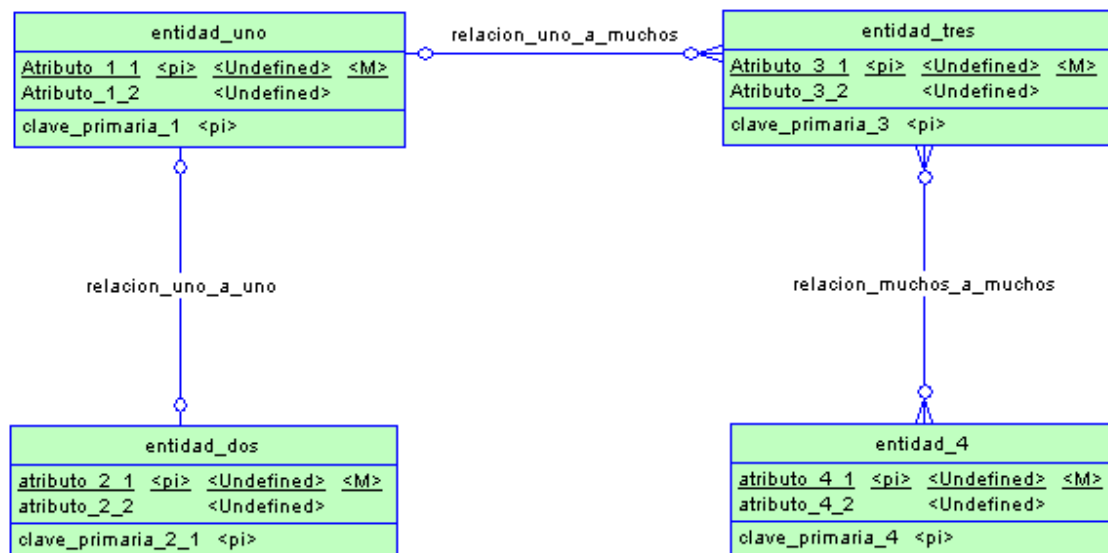 entidad_uno
Atributo_1_1 <pi> <Undefined> <M>
Atributo_1_2 <Undefined>
clave_primaria_1 <pi>
relacion_uno_a_muchos
entidad_tres
Atributo_3_1 <pi> <Undefined> <M>
Atributo_3_2 <Undefined>
clave_primaria_3 <pi>
relacion_uno_a_uno
relacion_muchos_a_muchos
entidad_dos
atributo_2_1 <pi> <Undefined> <M>
atributo_2_2 <Undefined>
clave_primaria_2_1 <pi>
entidad_4
atributo_4_1 <pi> <Undefined> <M>
atributo_4_2 <Undefined>
clave_primaria_4 <pi>